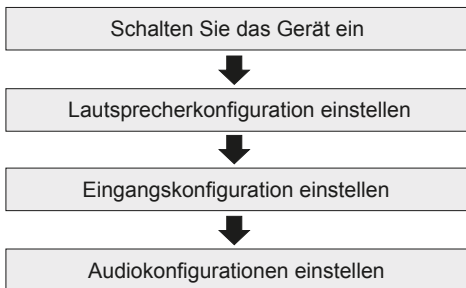 Schalten Sie das Gerät ein
Lautsprecherkonfiguration einstellen
Eingangskonfiguration einstellen
Audiokonfigurationen einstellen